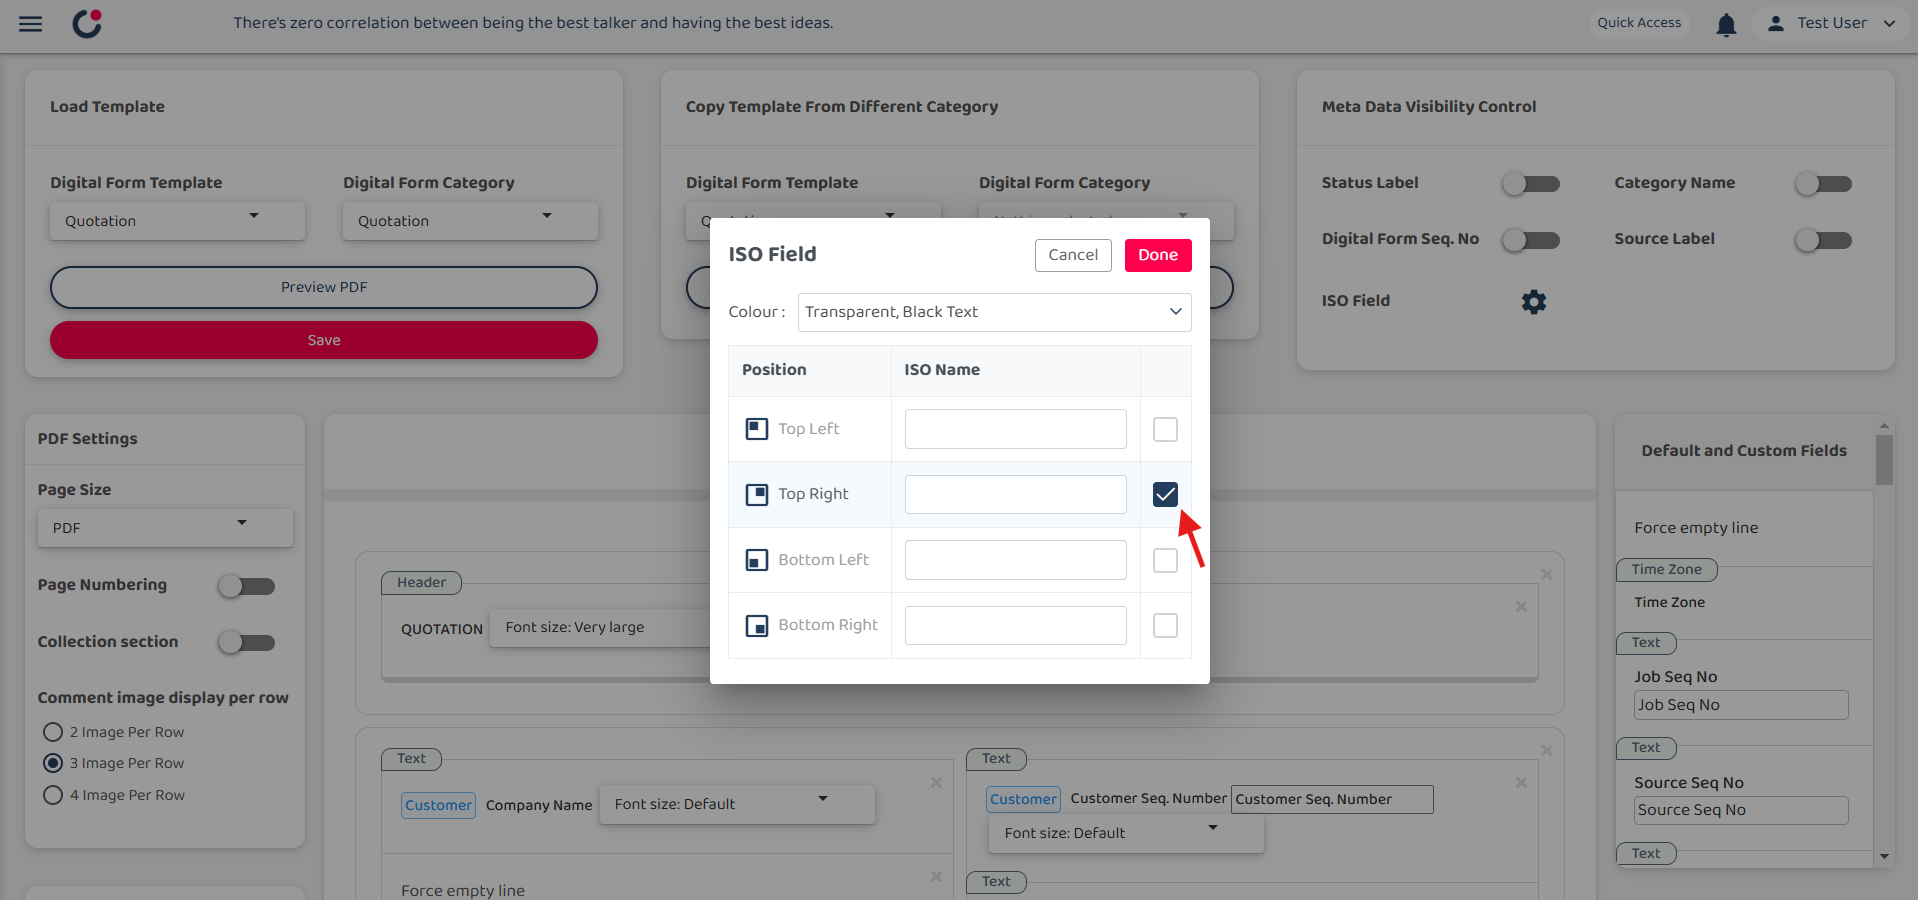 There's zero correlation between being the best talker and having the best ideas.
Quick Access
Test User
Load Template
Digital Form Template
Digital Form Category
Quotation
Quotation
Preview PDF
Save
Copy Template From Different Category
Digital Form Template
Digital Form Category
Meta Data Visibility Control
Status Label
Category Name
Digital Form Seq. No
Source Label
ISO Field
ISO Field
Cancel
Done
Colour :
Transparent, Black Text
Position
ISO Name
Top Left
Top Right
Bottom Left
Bottom Right
PDF Settings
Page Size
PDF
Page Numbering
Collection section
Comment image display per row
2 Image Per Row
3 Image Per Row
4 Image Per Row
Header
QUOTATION
Font size: Very large
Text
Customer
Company Name
Font size: Default
Force empty line
Text
Customer
Customer Seq. Number
Customer Seq. Number
Font size: Default
Text
Default and Custom Fields
Force empty line
Time Zone
Time Zone
Text
Job Seq No
Job Seq No
Text
Source Seq No
Source Seq No
Text